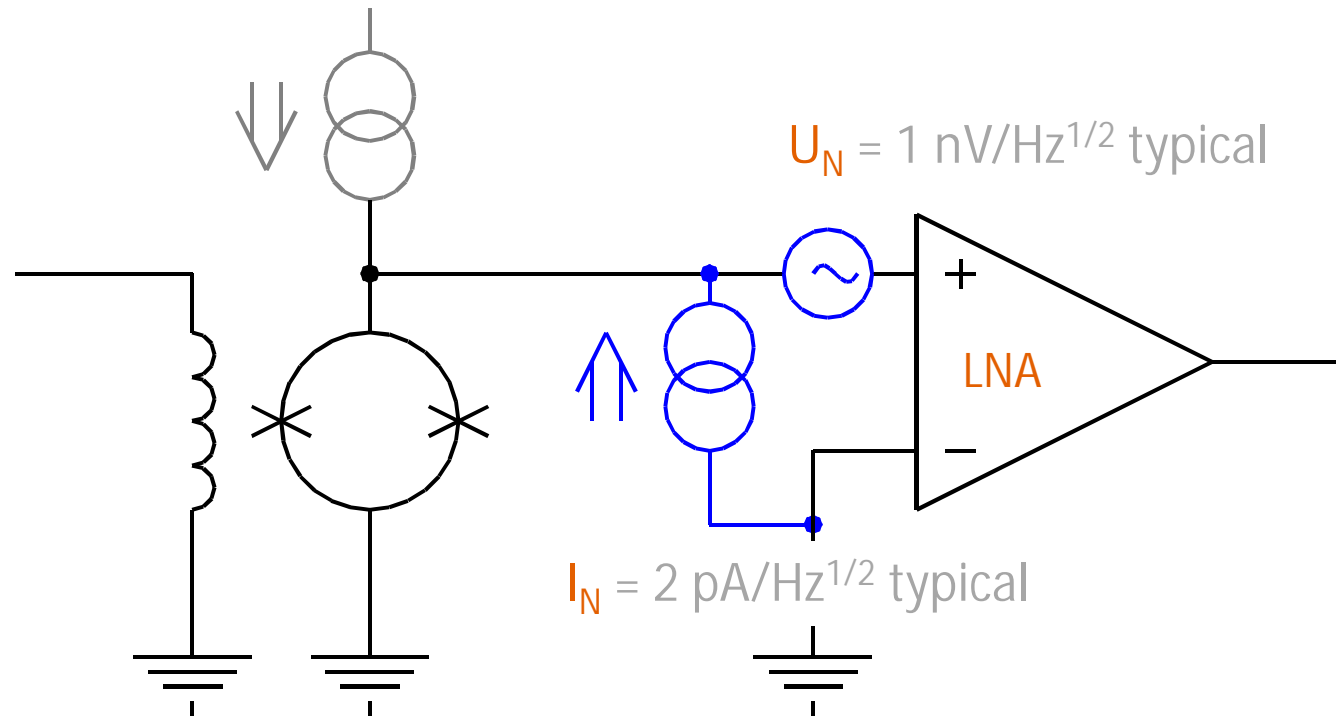 U_N = 1 nV/Hz^1/2 typical
+
LNA
−
I_N = 2 pA/Hz^1/2 typical